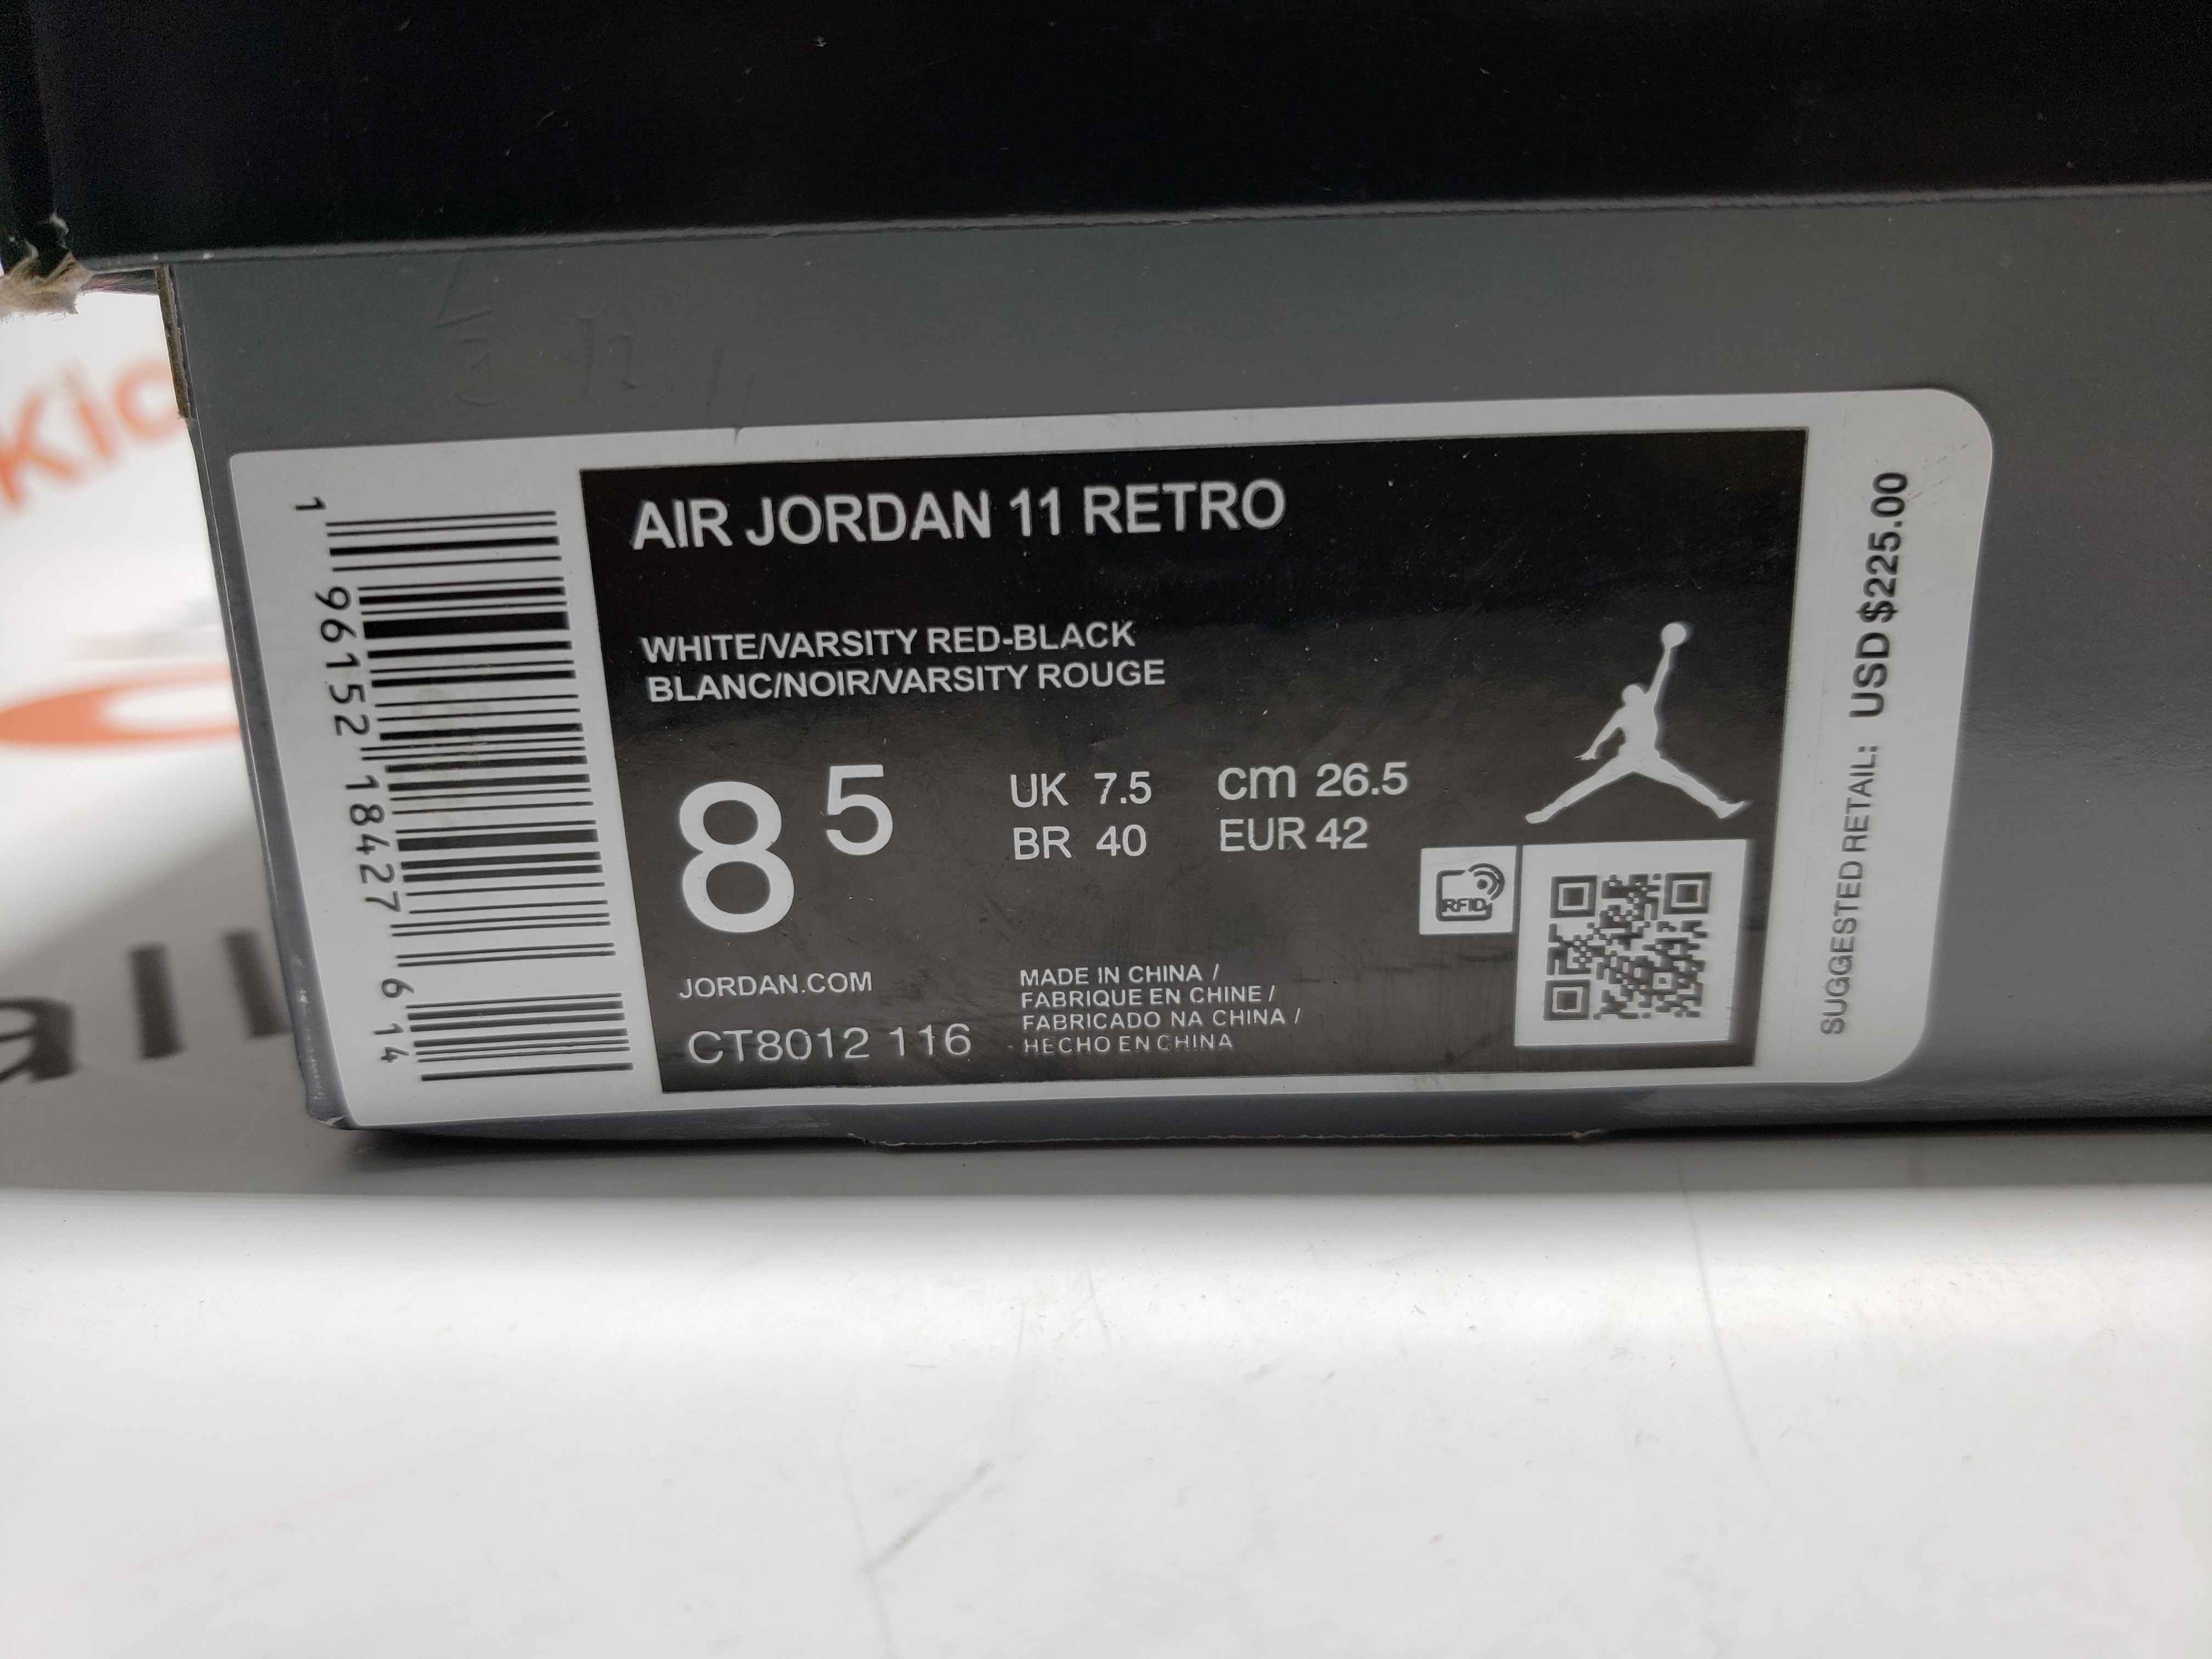 AIR JORDAN 11 RETRO
WHITE/VARSITY RED-BLACK
BLANC/NOIR/VARSITY ROUGE
8 5
UK 7.5
cm 26.5
BR 40
EUR 42
RFID
JORDAN.COM
CT8012 116
MADE IN CHINA /
FABRIQUE EN CHINE /
FABRICADO NA CHINA /
- HECHO EN CHINA
SUGGESTED RETAIL: USD $225.00
1 96152 18427 6 14